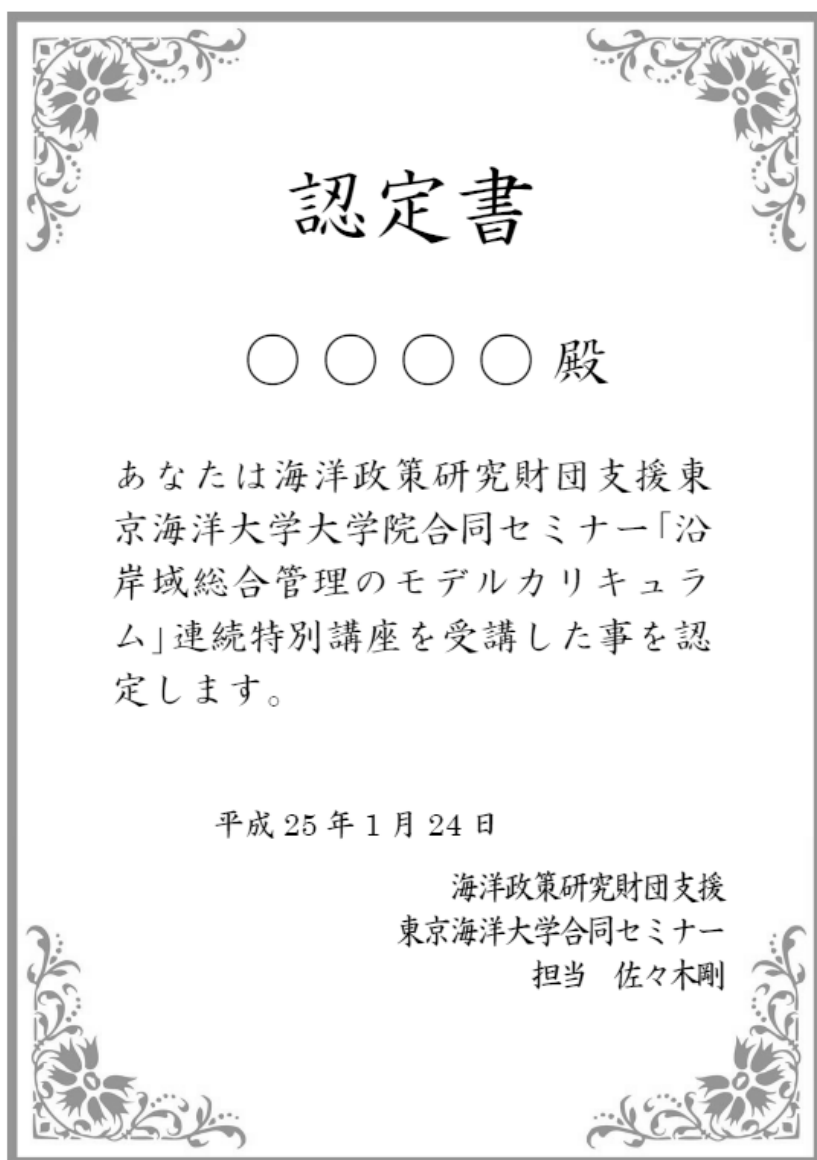 認定書
〇〇〇〇殿
あなたは海洋政策研究財団支援東
京海洋大学大学院合同セミナー「沿
岸域総合管理のモデルカリキュラ
ム」連続特別講座を受講した事を認
定します。
平成 25 年 1 月 24 日
海洋政策研究財団支援
東京海洋大学合同セミナー
担当　佐々木剛